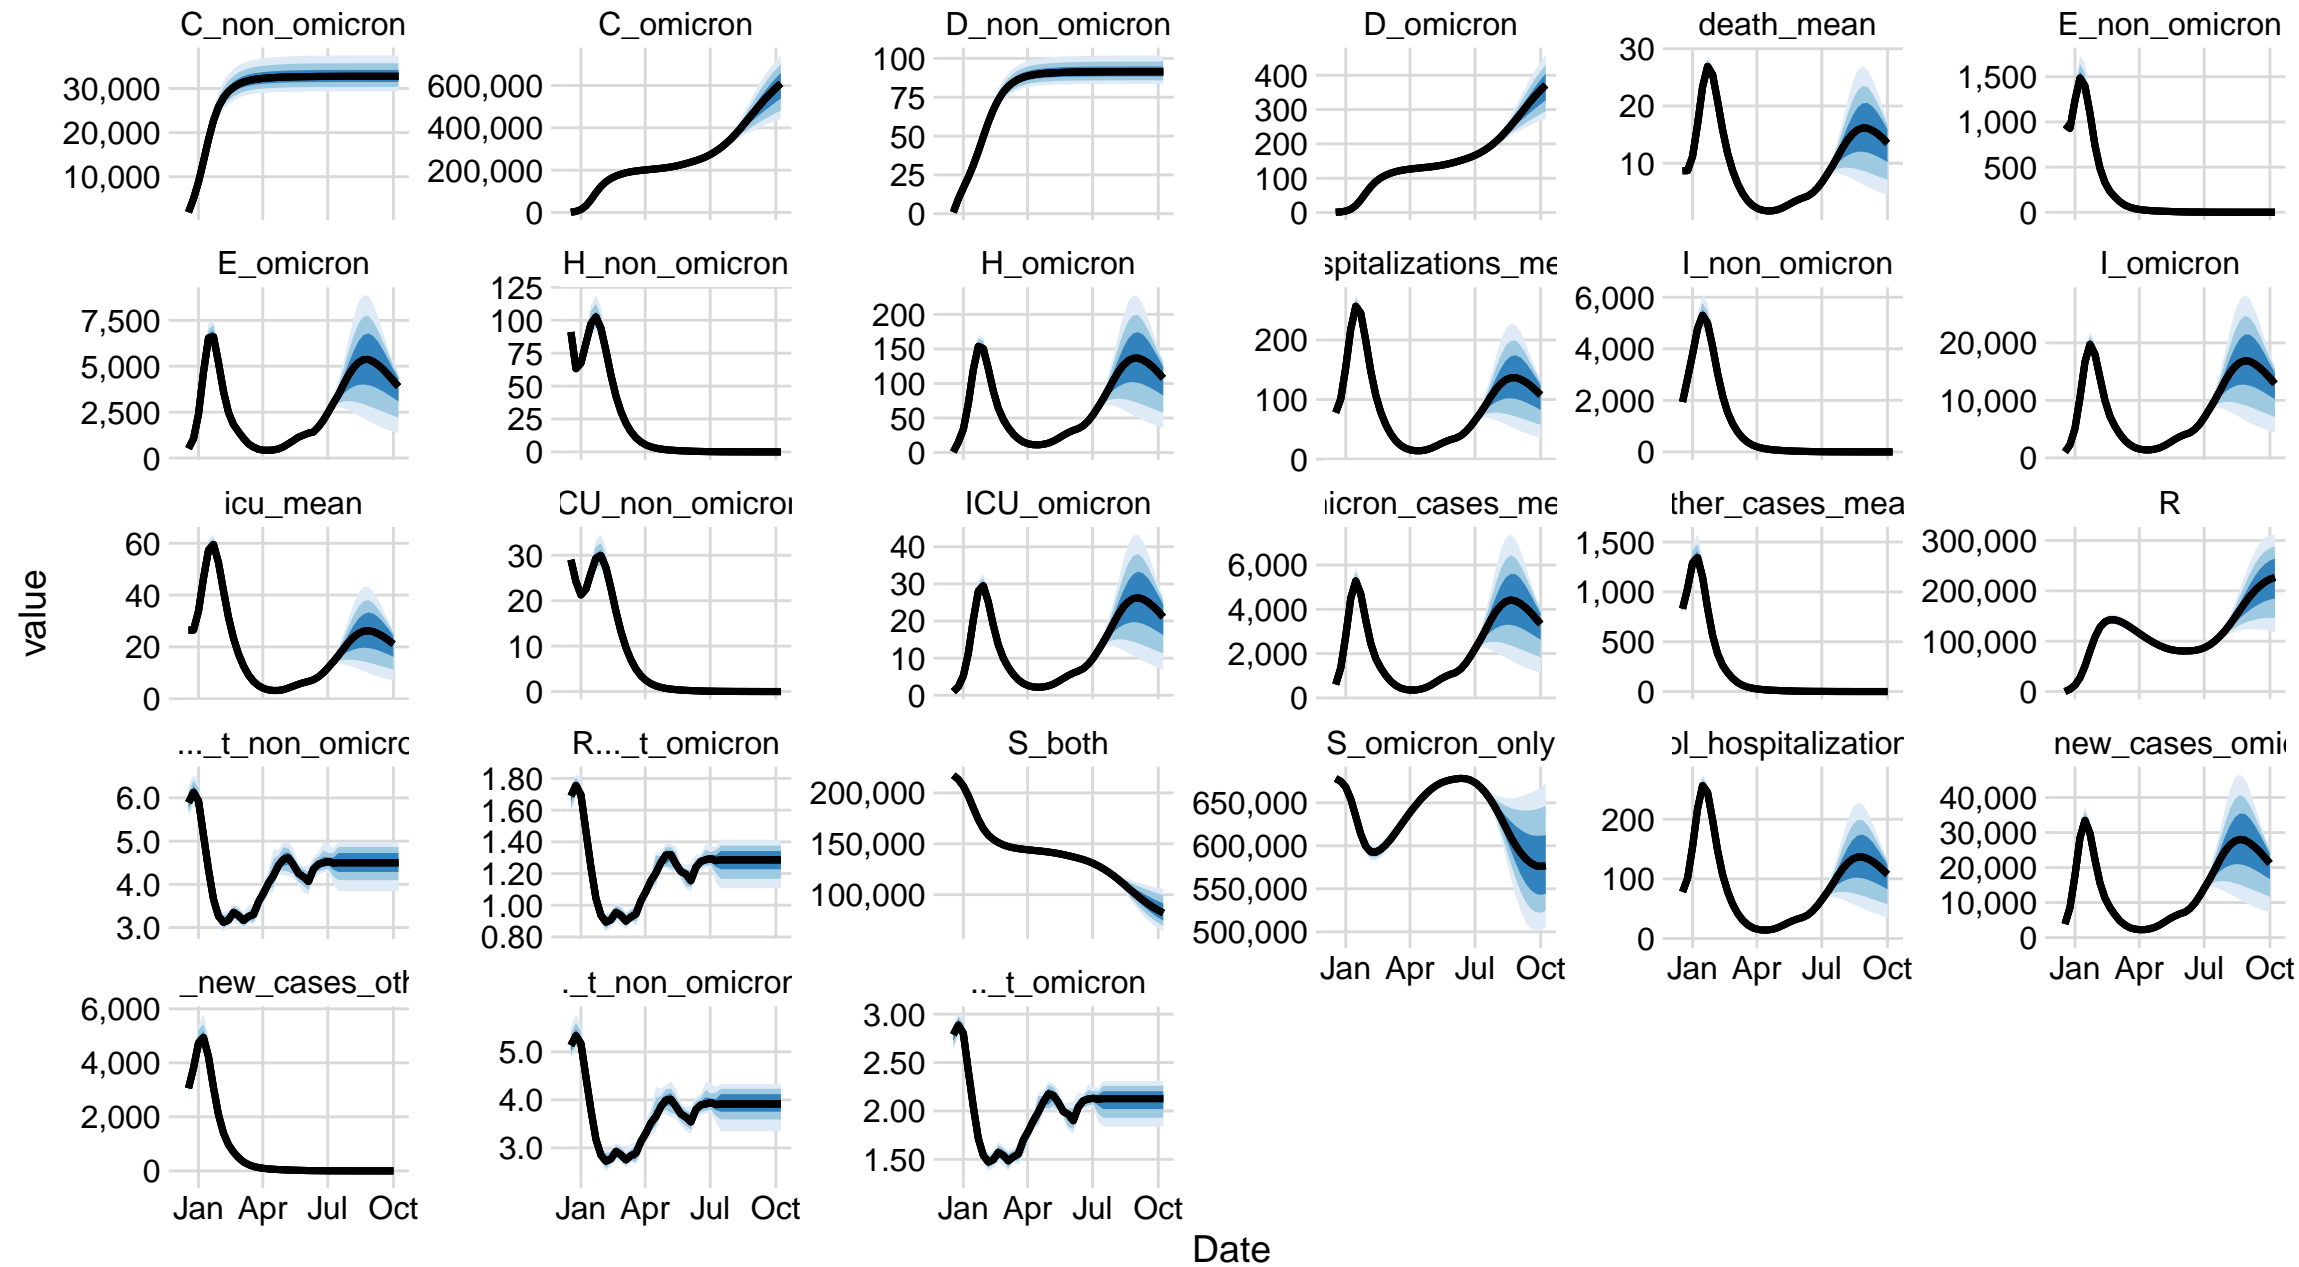 C_non_omicron C_omicron D_non_omicron D_omicron death_mean E_non_omicron
30,000 20,000 10,000
600,000 400,000 200,000 0
100 75 50 25 0
400 300 200 100 0
30 20 10
1,500 1,000 500 0
E_omicron H_non_omicron H_omicron spitalizations_me I_non_omicron I_omicron
7,500 5,000 2,500 0
125 100 75 50 25 0
200 150 100 50 0
200 100 0
6,000 4,000 2,000 0
20,000 10,000 0
value
icu_mean CU_non_omicron ICU_omicron icron_cases_me ther_cases_mea R
60 40 20 0
30 20 10 0
40 30 20 10 0
6,000 4,000 2,000 0
1,500 1,000 500 0
300,000 200,000 100,000 0
..._t_non_omicro R..._t_omicron S_both S_omicron_only ol_hospitalization new_cases_omi
6.0 5.0 4.0 3.0
1.80 1.60 1.40 1.20 1.00 0.80
200,000 150,000 100,000
650,000 600,000 550,000 500,000
200 100 0
40,000 30,000 20,000 10,000 0
Jan Apr Jul Oct Jan Apr Jul Oct Jan Apr Jul Oct
_new_cases_oth ._t_non_omicron .._t_omicron
6,000 4,000 2,000 0
5.0 4.0 3.0
3.00 2.50 2.00 1.50
Jan Apr Jul Oct Jan Apr Jul Oct Jan Apr Jul Oct
Date